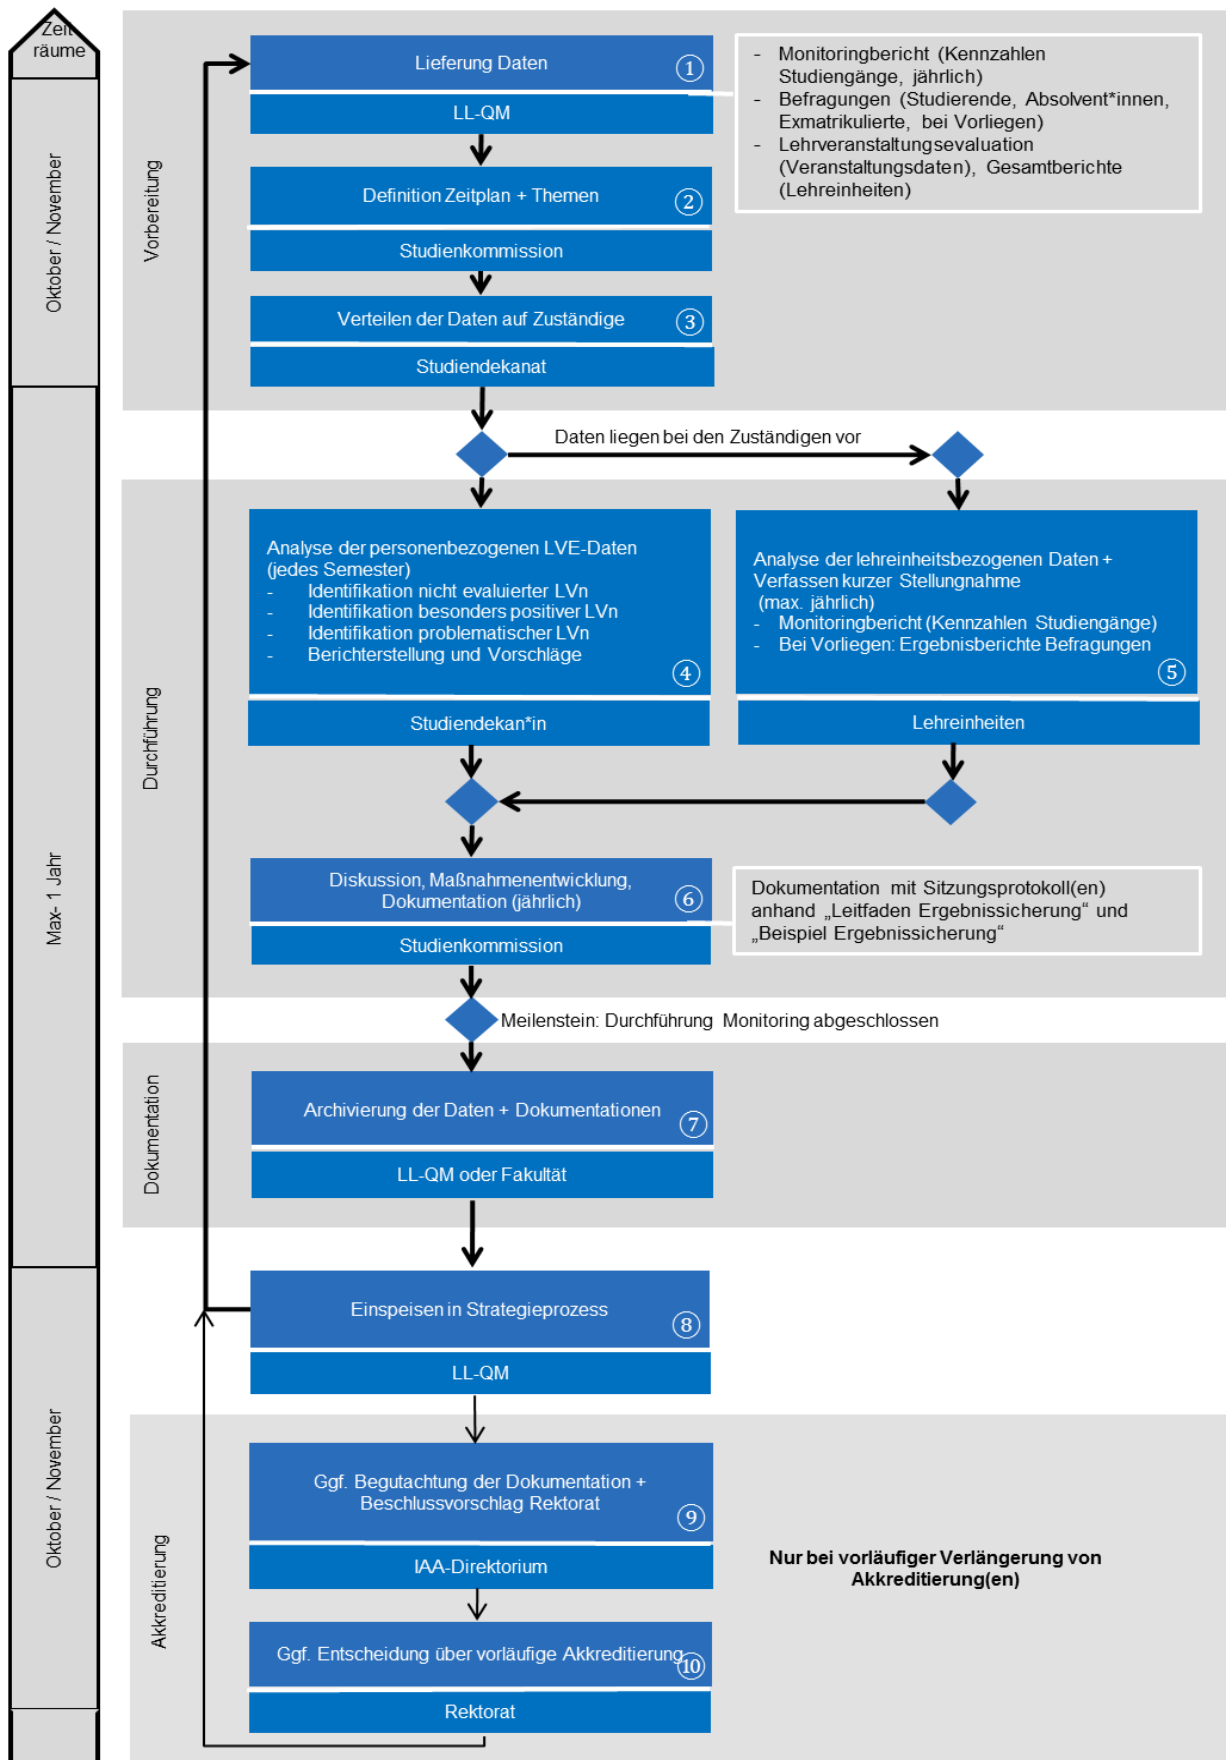 Zeit
räume
Oktober / November
Max- 1 Jahr
Oktober / November
Vorbereitung
Lieferung Daten
①
LL-QM
- Monitoringbericht (Kennzahlen
Studiengänge, jährlich)
- Befragungen (Studierende, Absolvent*innen,
Exmatrikulierte, bei Vorliegen)
- Lehrveranstaltungsevaluation
(Veranstaltungsdaten), Gesamtberichte
(Lehreinheiten)
Definition Zeitplan + Themen
②
Studienkommission
Verteilen der Daten auf Zuständige
③
Studiendekanat
Daten liegen bei den Zuständigen vor
Durchführung
Analyse der personenbezogenen LVE-Daten
(jedes Semester)
- Identifikation nicht evaluierter LVn
- Identifikation besonders positiver LVn
- Identifikation problematischer LVn
- Berichterstellung und Vorschläge
④
Studiendekan*in
Analyse der lehreinheitsbezogenen Daten +
Verfassen kurzer Stellungnahme
(max. jährlich)
- Monitoringbericht (Kennzahlen Studiengänge)
- Bei Vorliegen: Ergebnisberichte Befragungen
⑤
Lehreinheiten
Diskussion, Maßnahmenentwicklung,
Dokumentation (jährlich)
⑥
Studienkommission
Dokumentation mit Sitzungsprotokoll(en)
anhand „Leitfaden Ergebnissicherung“ und
„Beispiel Ergebnissicherung“
Meilenstein: Durchführung Monitoring abgeschlossen
Dokumentation
Archivierung der Daten + Dokumentationen
⑦
LL-QM oder Fakultät
Einspeisen in Strategieprozess
⑧
LL-QM
Akkreditierung
Ggf. Begutachtung der Dokumentation +
Beschlussvorschlag Rektorat
⑨
IAA-Direktorium
Nur bei vorläufiger Verlängerung von
Akkreditierung(en)
Ggf. Entscheidung über vorläufige Akkreditierung
⑩
Rektorat